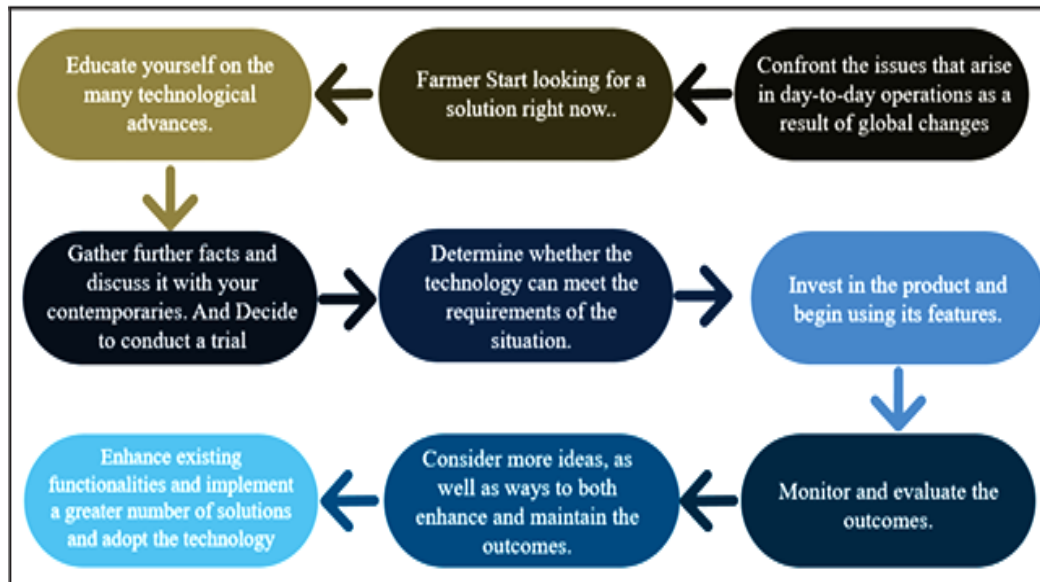 Confront the issues that arise
in day-to-day operations as a
result of global changes
Farmer Start looking for a
solution right now..
Educate yourself on the
many technological
advances.
Gather further facts and
discuss it with your
contemporaries. And Decide
to conduct a trial
Determine whether the
technology can meet the
requirements of the
situation.
Invest in the product and
begin using its features.
Monitor and evaluate the
outcomes.
Consider more ideas, as
well as ways to both
enhance and maintain the
outcomes.
Enhance existing
functionalities and implement
a greater number of solutions
and adopt the technology